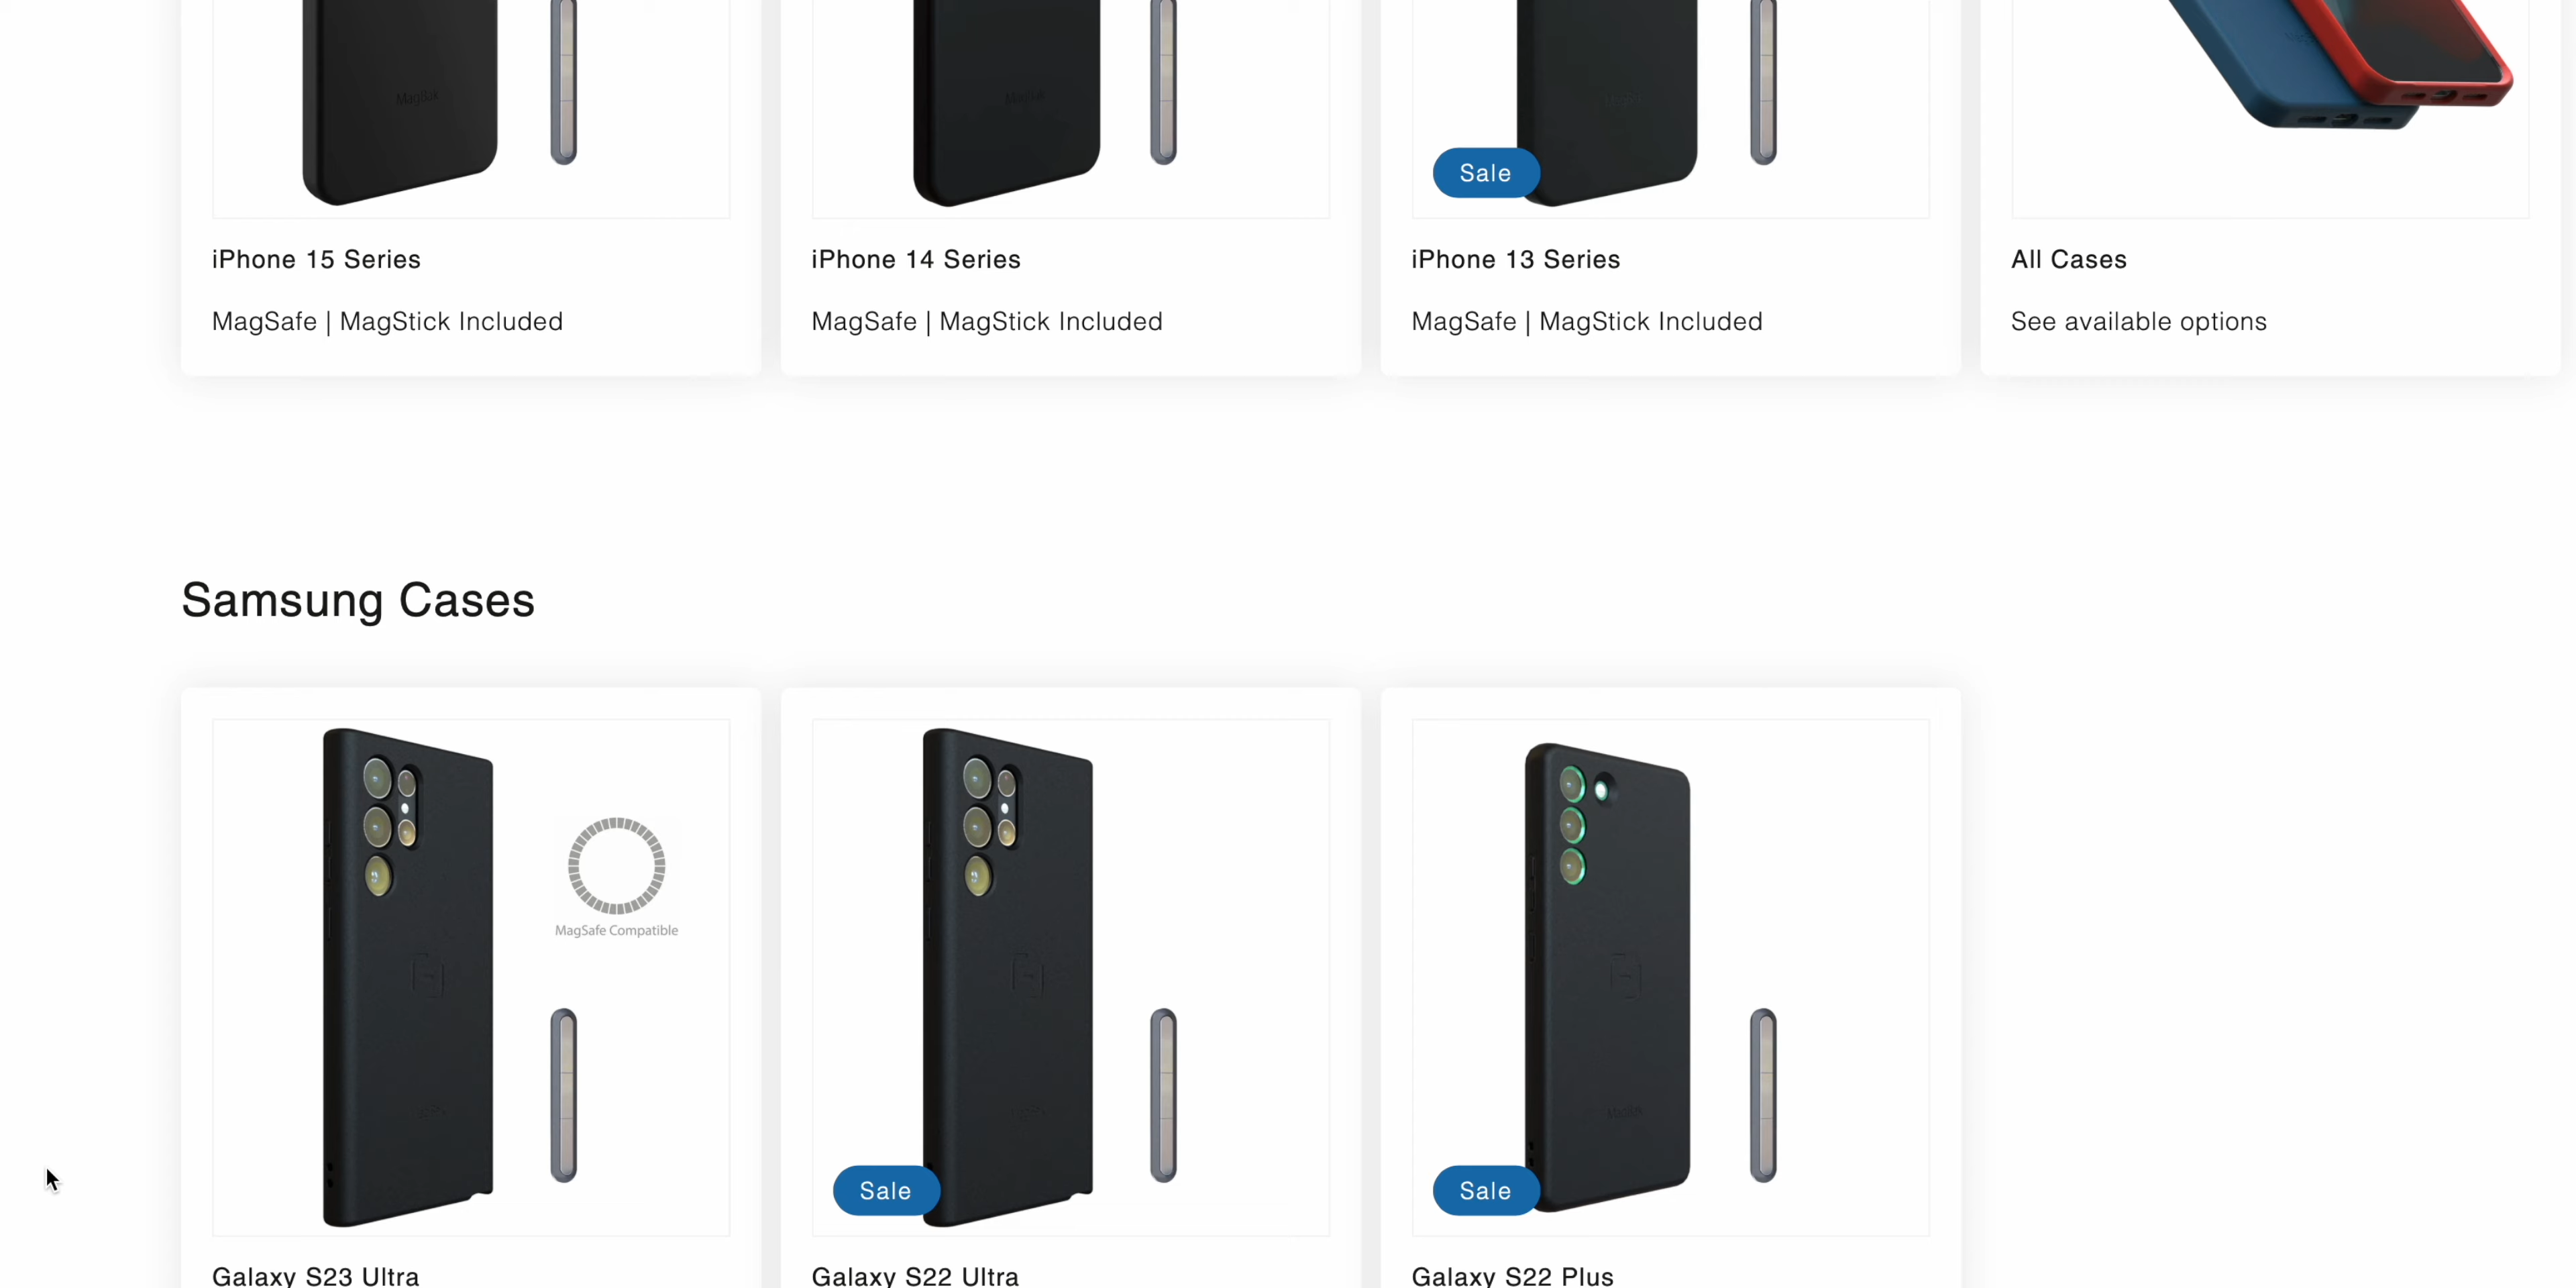 MagBak
Sale
iPhone 15 Series
iPhone 14 Series
iPhone 13 Series
All Cases
MagSafe | MagStick Included
MagSafe | MagStick Included
MagSafe | MagStick Included
See available options
Samsung Cases
MagSafe Compatible
Sale
Sale
Galaxy S23 Ultra
Galaxy S22 Ultra
Galaxy S22 Plus